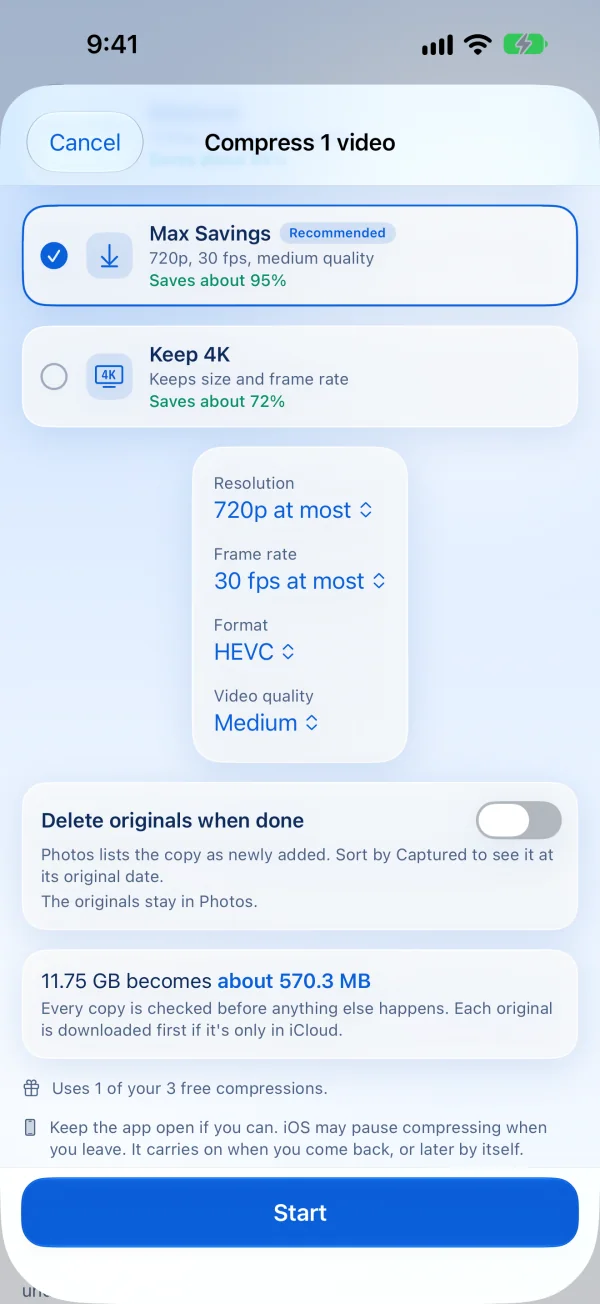 9:41
Cancel
Compress 1 video
Max Savings Recommended
720p, 30 fps, medium quality
Saves about 95%
4K
Keep 4K
Keeps size and frame rate
Saves about 72%
Resolution
720p at most
Frame rate
30 fps at most
Format
HEVC
Video quality
Medium
Delete originals when done
Photos lists the copy as newly added. Sort by Captured to see it at
its original date.
The originals stay in Photos.
11.75 GB becomes about 570.3 MB
Every copy is checked before anything else happens. Each original
is downloaded first if it's only in iCloud.
Uses 1 of your 3 free compressions.
Keep the app open if you can. iOS may pause compressing when
you leave. It carries on when you come back, or later by itself.
Start